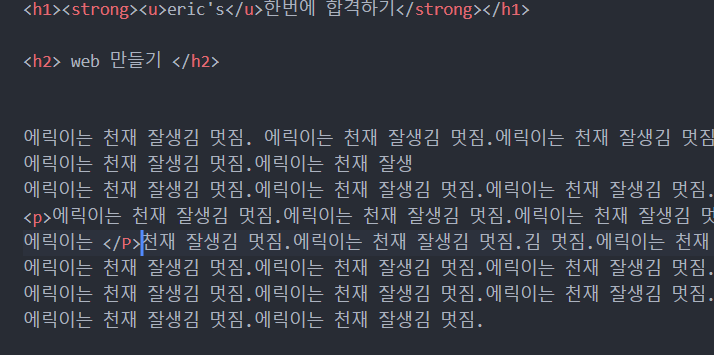 <h1><strong><u>eric's</u>한번에 합격하기</strong></h1>
<h2> web 만들기 </h2>
에릭이는 천재 잘생김 멋짐. 에릭이는 천재 잘생김 멋짐.에릭이는 천재 잘생김 멋짐
에릭이는 천재 잘생김 멋짐.에릭이는 천재 잘생
에릭이는 천재 잘생김 멋짐.에릭이는 천재 잘생김 멋짐.에릭이는 천재 잘생김 멋짐.
<p>에릭이는 천재 잘생김 멋짐.에릭이는 천재 잘생김 멋짐.에릭이는 천재 잘생김
에릭이는 </P>천재 잘생김 멋짐.에릭이는 천재 잘생김 멋짐.김 멋짐.에릭이는 천재
에릭이는 천재 잘생김 멋짐.에릭이는 천재 잘생김 멋짐.에릭이는 천재 잘생김 멋짐.
에릭이는 천재 잘생김 멋짐.에릭이는 천재 잘생김 멋짐.에릭이는 천재 잘생김 멋짐.
에릭이는 천재 잘생김 멋짐.에릭이는 천재 잘생김 멋짐.